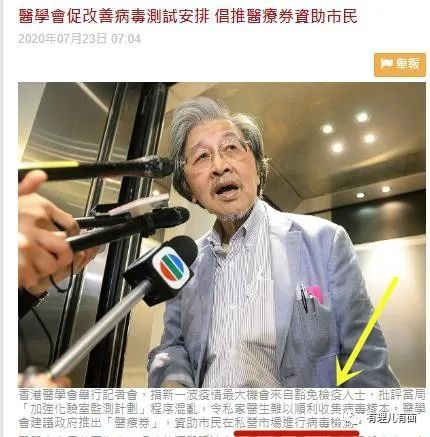 醫學會促改善病毒測試安排 倡推醫療券資助市民
2020年07月23日 07:04
舉報
香港醫學會舉行記者會，指新一波疫情最大機會來自豁免檢疫人士，批評當局
「加強化驗室監測計劃」程序混亂，令私家醫生難以順利收集病毒樣本。醫學
會建議政府推出「醫療券」，資助市民在私營市場進行病毒檢測
有理儿有面